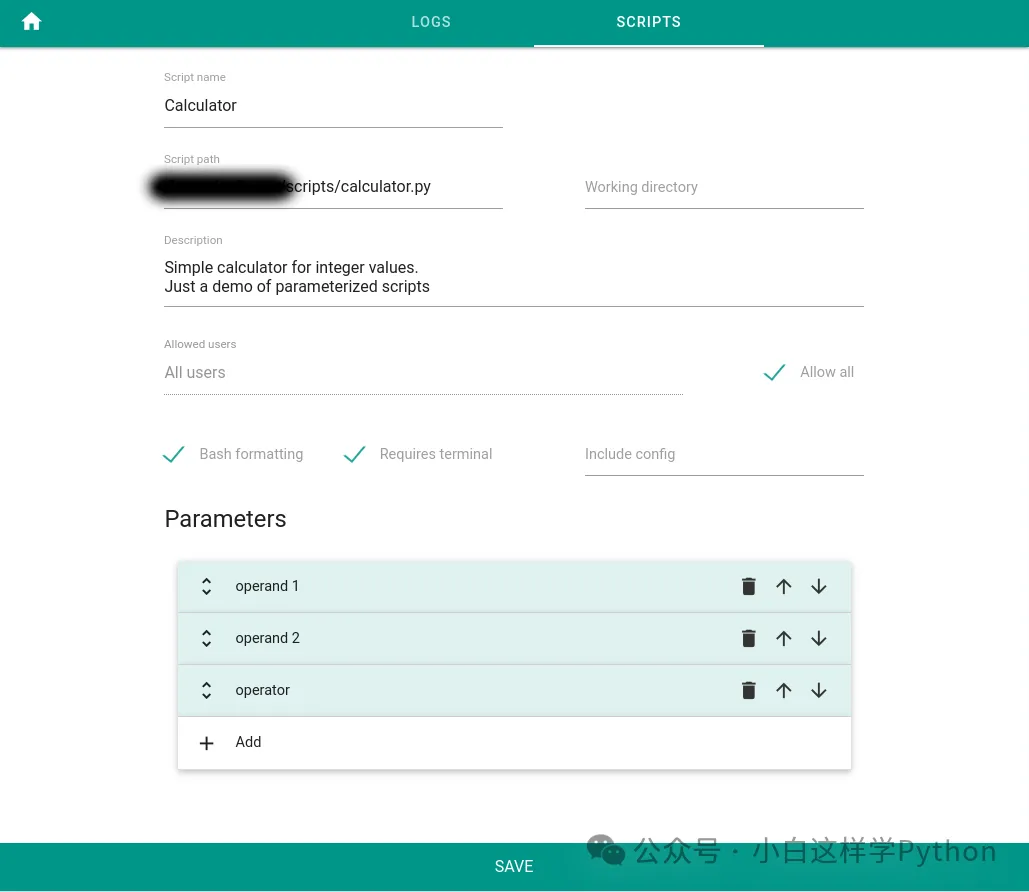 LOGS SCRIPTS
Script name
Calculator
Script path
/scripts/calculator.py
Working directory
Description
Simple calculator for integer values.
Just a demo of parameterized scripts
Allowed users
All users
Allow all
Bash formatting
Requires terminal
Include config
Parameters
operand 1
operand 2
operator
Add
公众号 · 小白这样学Python
SAVE